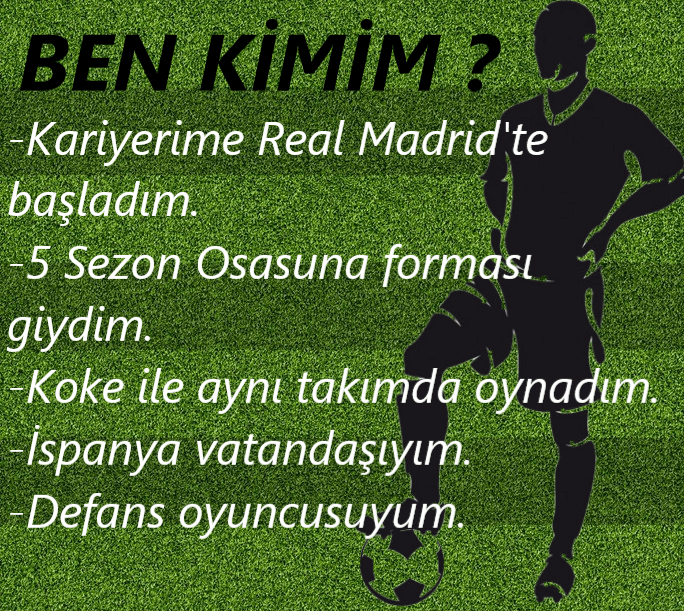 BEN KİMİM ?
-Kariyerime Real Madrid'te
başladım.
-5 Sezon Osasuna forması
giydim.
-Koke ile aynı takımda oynadım.
-İspanya vatandaşıyım.
-Defans oyuncusuyum.